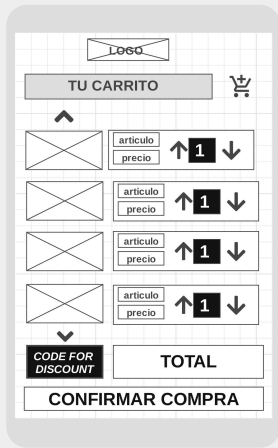 LOGO
TU CARRITO
articulo
precio
1
articulo
precio
1
articulo
precio
1
articulo
precio
1
CODE FOR
DISCOUNT
TOTAL
CONFIRMAR COMPRA